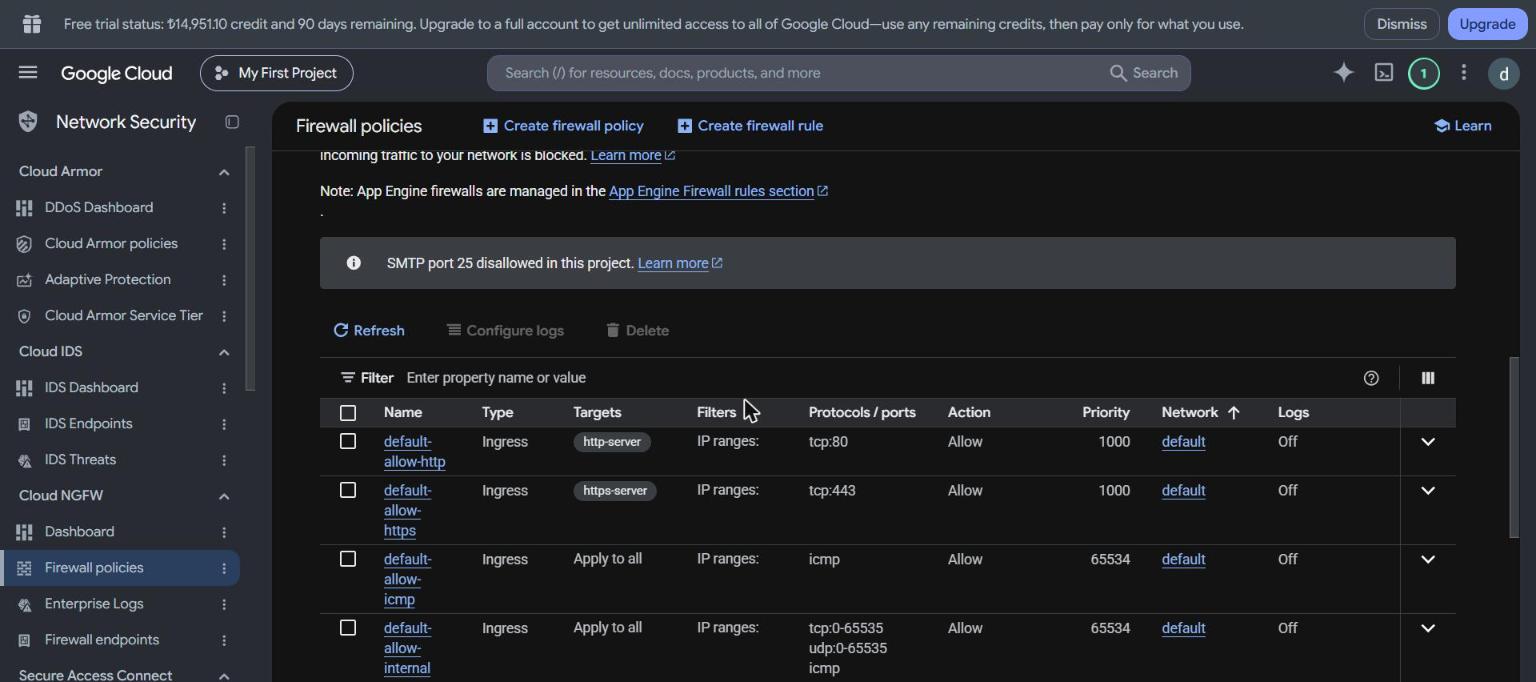 Free trial status: ₺14,951.10 credit and 90 days remaining. Upgrade to a full account to get unlimited access to all of Google Cloud—use any remaining credits, then pay only for what you use.
Dismiss
Upgrade
Google Cloud
My First Project
Search (/) for resources, docs, products, and more
Search
1
d
Network Security
Cloud Armor
DDoS Dashboard
Cloud Armor policies
Adaptive Protection
Cloud Armor Service Tier
Cloud IDS
IDS Dashboard
IDS Endpoints
IDS Threats
Cloud NGFW
Dashboard
Firewall policies
Enterprise Logs
Firewall endpoints
Secure Access Connect
Firewall policies
Create firewall policy
Create firewall rule
Learn
incoming traffic to your network is blocked. Learn more
Note: App Engine firewalls are managed in the App Engine Firewall rules section
.
SMTP port 25 disallowed in this project. Learn more
Refresh
Configure logs
Delete
Filter Enter property name or value
Name Type Targets Filters Protocols / ports Action Priority Network Logs
default- Ingress http-server IP ranges: tcp:80 Allow 1000 default Off
allow-http
default- Ingress https-server IP ranges: tcp:443 Allow 1000 default Off
allow-
https
default- Ingress Apply to all IP ranges: icmp Allow 65534 default Off
allow-
icmp
default- Ingress Apply to all IP ranges: tcp:0-65535 Allow 65534 default Off
allow- udp:0-65535
internal icmp